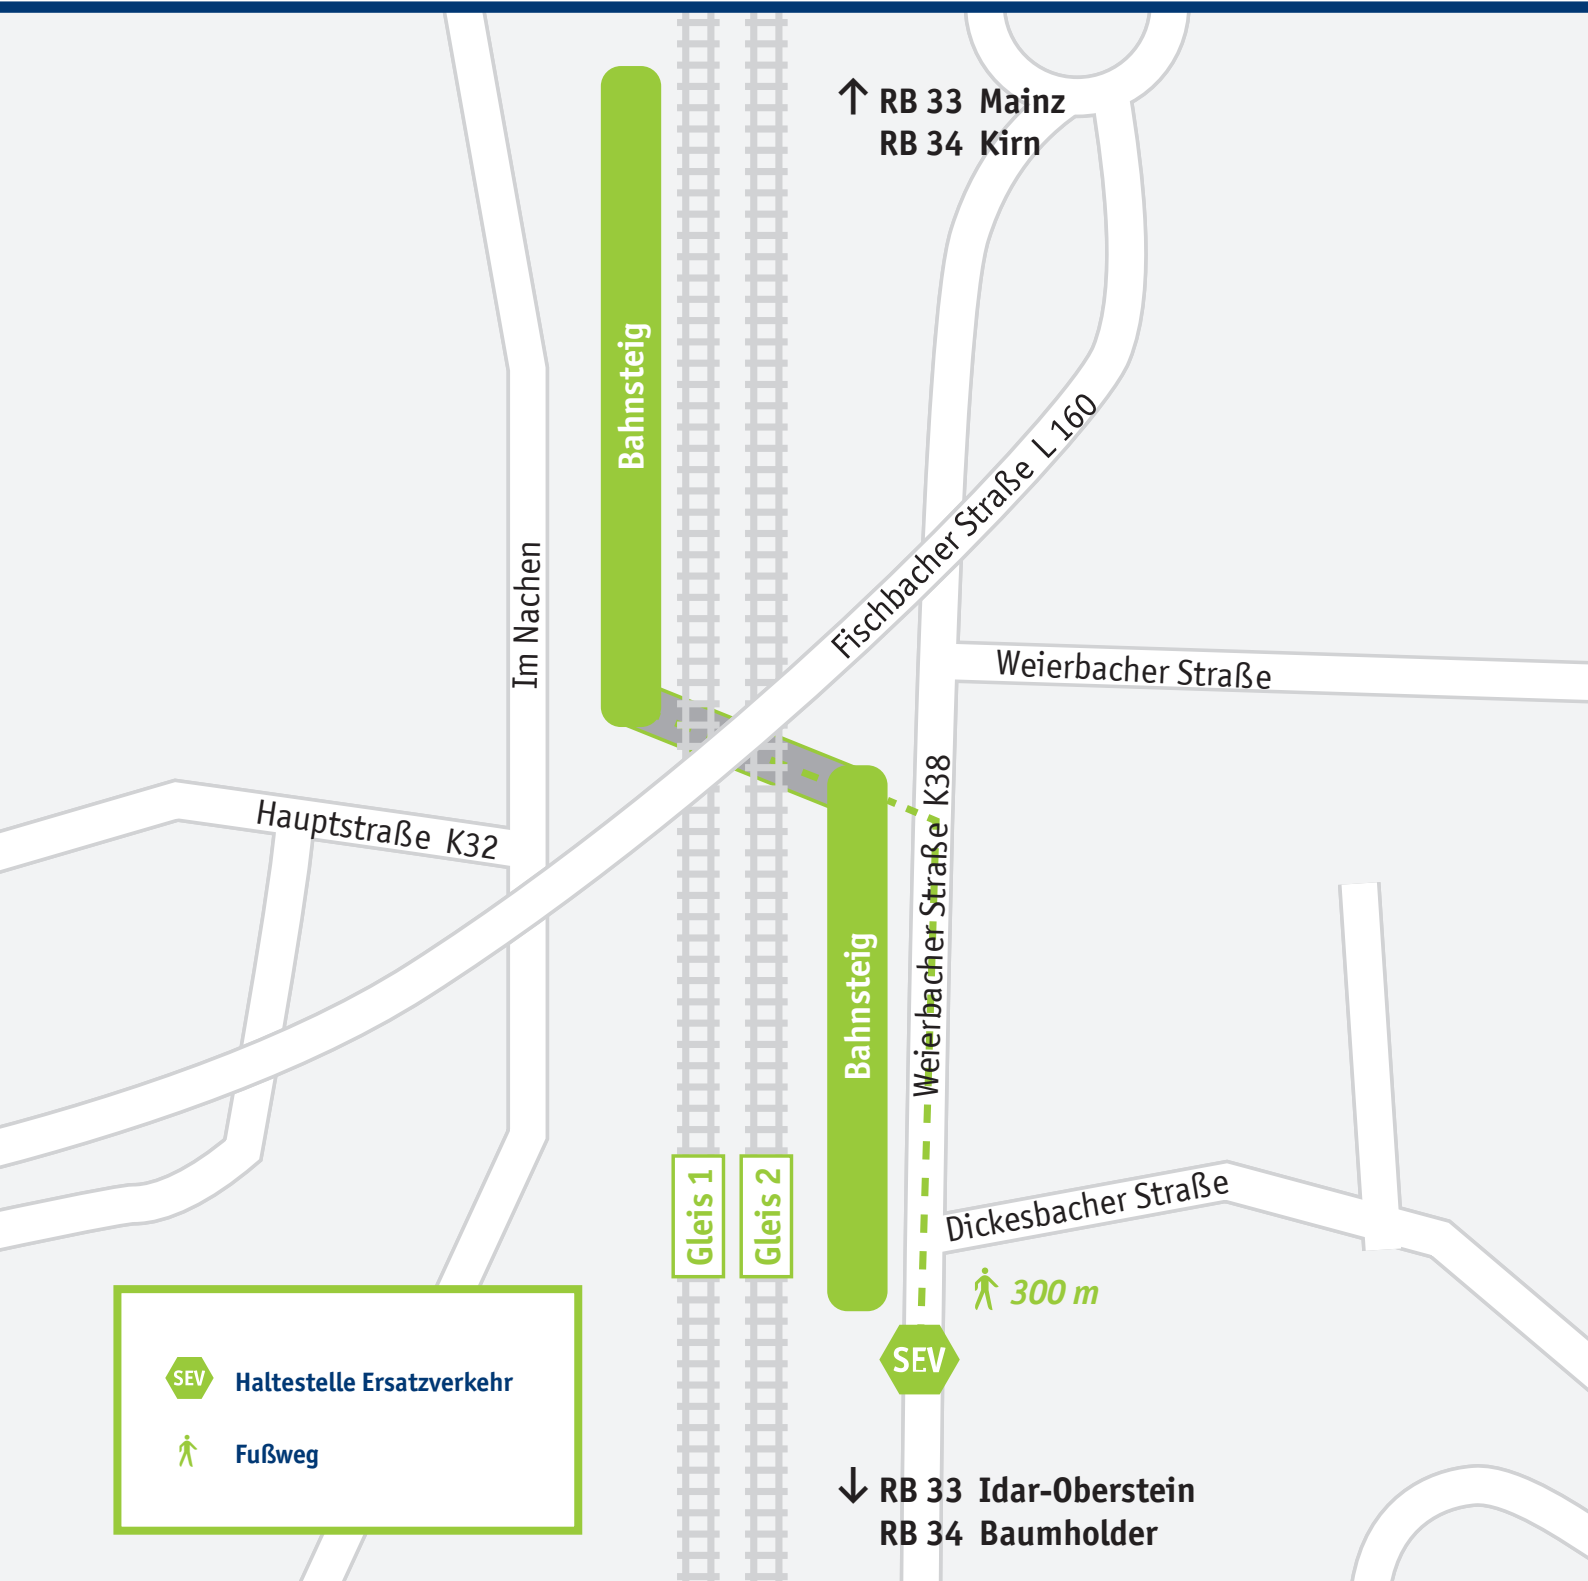 RB 33 Mainz
RB 34 Kirn
Bahnsteig
Fischbacher Straße L 160
Im Nachen
Weierbacher Straße
Hauptstraße K32
Weierbacher Straße K38
Bahnsteig
Gleis 1
Gleis 2
Dickesbacher Straße
300 m
SEV
SEV Haltestelle Ersatzverkehr
Fußweg
RB 33 Idar-Oberstein
RB 34 Baumholder